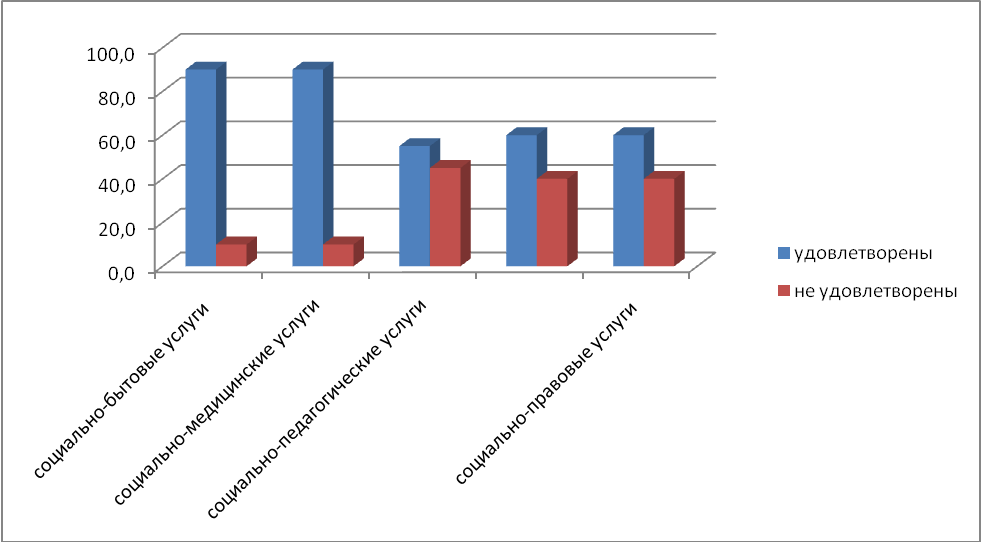 100,0
80,0
60,0
40,0
20,0
0,0
социально-бытовые услуги
социально-медицинские услуги
социально-педагогические услуги
социально-правовые услуги
удовлетворены
не удовлетворены